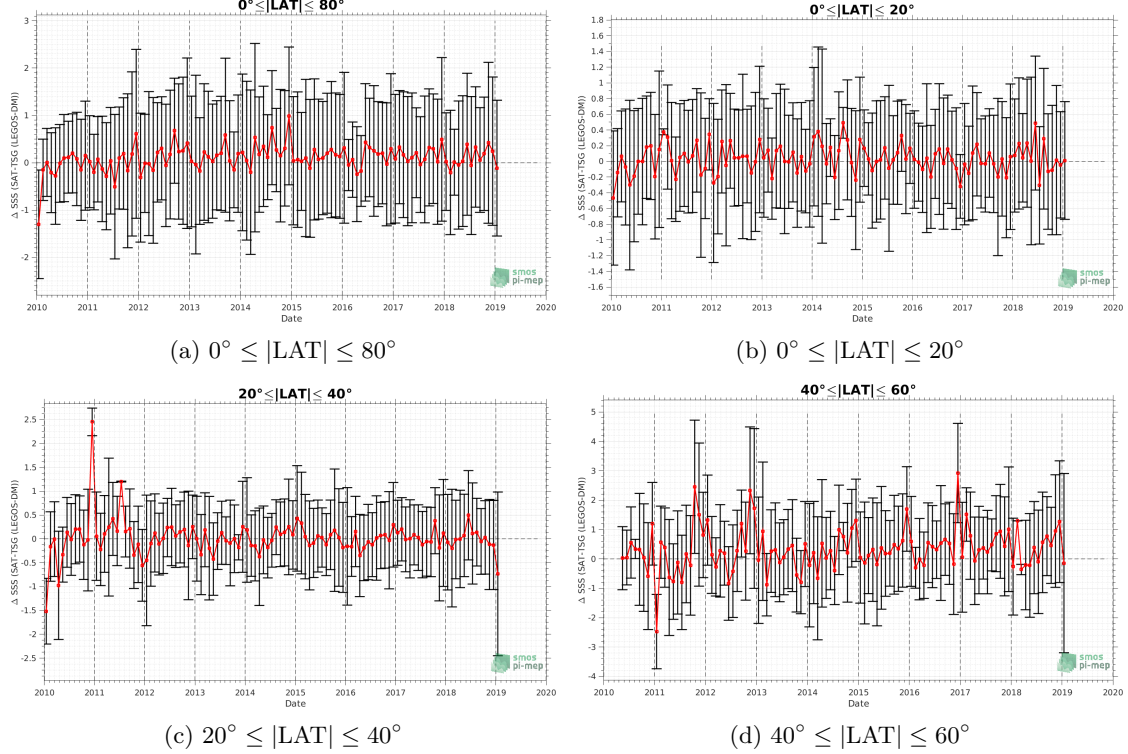 0°≤|LAT|≤ 80°
3
2
1
0
-1
-2
Δ SSS (SAT-TSG (LEGOS-DM))
2010 2011 2012 2013 2014 2015 2016 2017 2018 2019 2020
Date
smos
pi-mep
(a) 0° ≤ |LAT| ≤ 80°
0°≤|LAT|≤ 20°
1.8
1.6
1.4
1.2
1.0
0.8
0.6
0.4
0.2
0
-0.2
-0.4
-0.6
-0.8
-1.0
-1.2
-1.4
-1.6
Δ SSS (SAT-TSG (LEGOS-DM))
2010 2011 2012 2013 2014 2015 2016 2017 2018 2019 2020
Date
smos
pi-mep
(b) 0° ≤ |LAT| ≤ 20°
20°≤|LAT|≤ 40°
2.5
2.0
1.5
1.0
0.5
0
-0.5
-1.0
-1.5
-2.0
-2.5
Δ SSS (SAT-TSG (LEGOS-DM))
2010 2011 2012 2013 2014 2015 2016 2017 2018 2019 2020
Date
smos
pi-mep
(c) 20° ≤ |LAT| ≤ 40°
40°≤|LAT|≤ 60°
5
4
3
2
1
0
-1
-2
-3
-4
Δ SSS (SAT-TSG (LEGOS-DM))
2010 2011 2012 2013 2014 2015 2016 2017 2018 2019 2020
Date
smos
pi-mep
(d) 40° ≤ |LAT| ≤ 60°